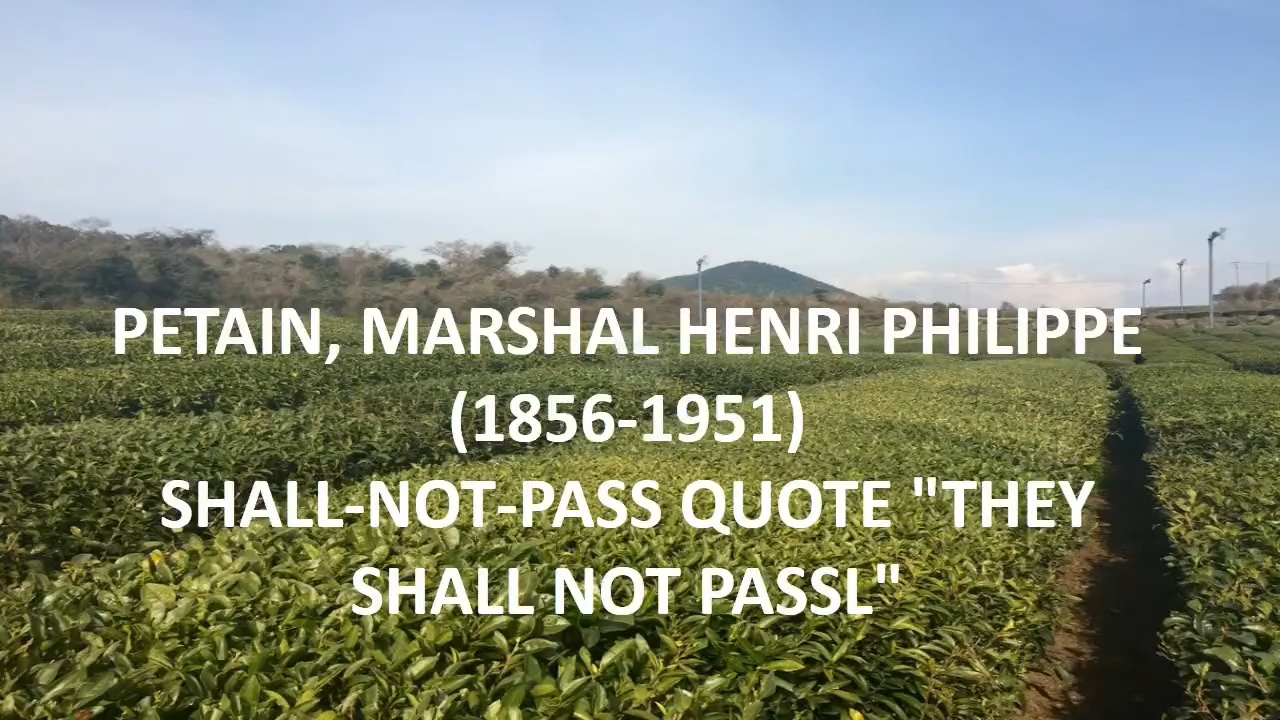 PETAIN, MARSHAL HENRI PHILIPPE
(1856-1951)
SHALL-NOT-PASS QUOTE "THEY
SHALL NOT PASSL"